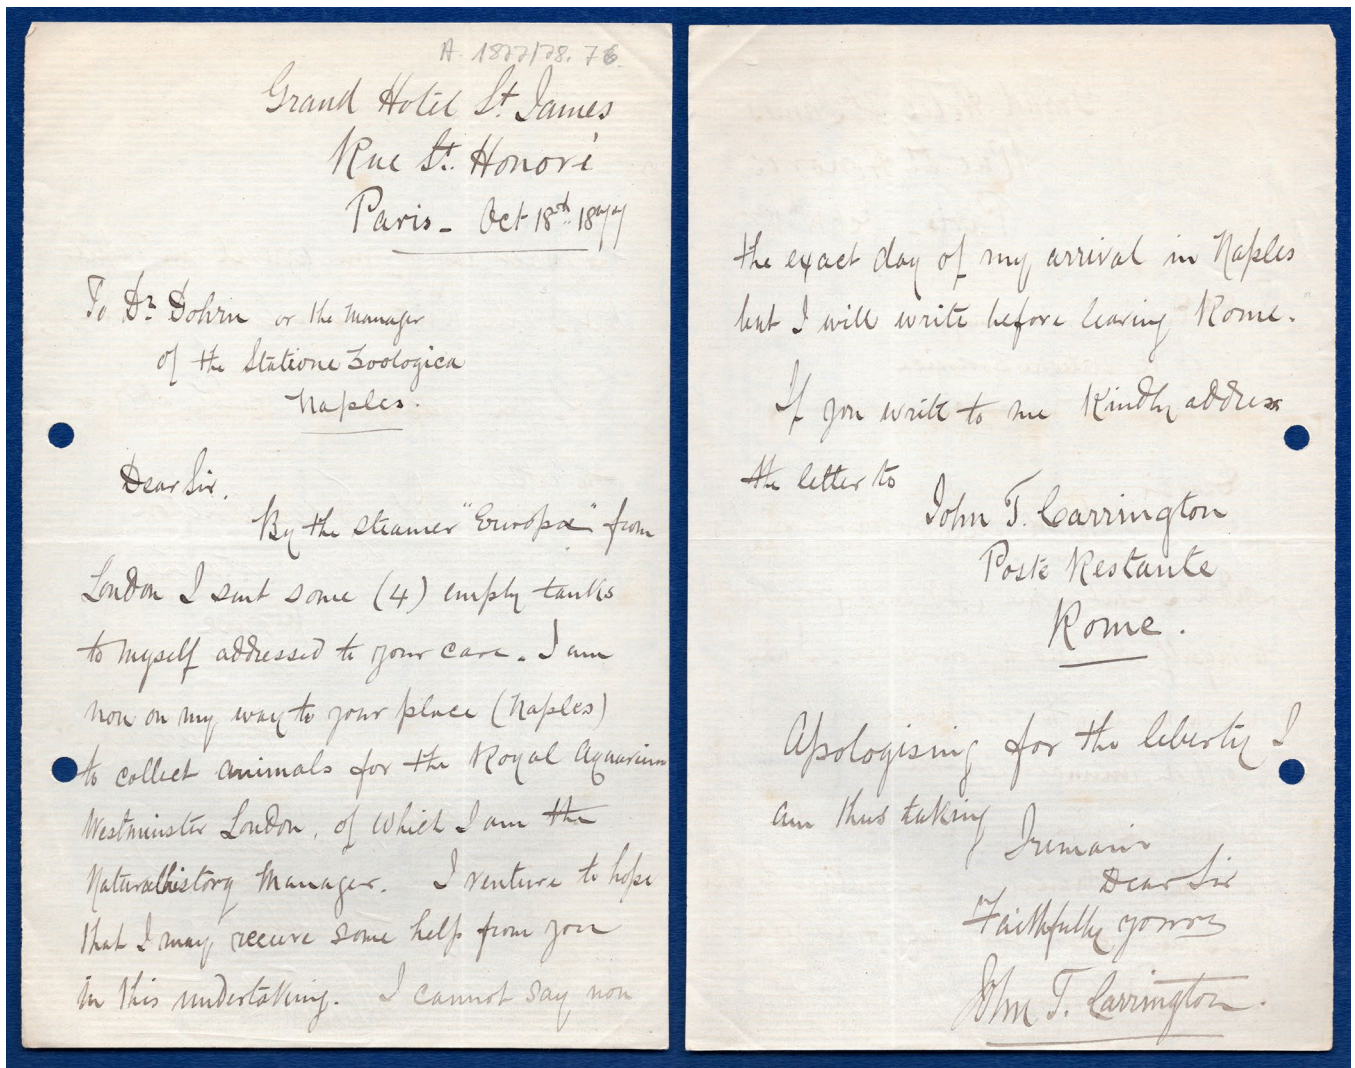 A. 1877/78. 76.
Grand Hotel St. James
Rue St. Honoré
Paris - Oct 18th 1877
To Dr. Dohrn or the manager
of the Statione Zoologica
Naples.
Dear Sir.
By the steamer "Europa" from
London I sent some (4) empty tanks
to myself addressed to your care. I am
now on my way to your place (Naples)
to collect animals for the Royal Aquarium
Westminster London, of which I am the
Naturalhistory Manager. I venture to hope
that I may receive some help from you
in this undertaking. I cannot say now
the exact day of my arrival in Naples
but I will write before leaving Rome.
If you write to me kindly address
the letter to
John T. Carrington
Poste Restante
Rome.
Apologising for the liberty I
am thus taking
I remain
Dear Sir
Faithfully yours
John T. Carrington.